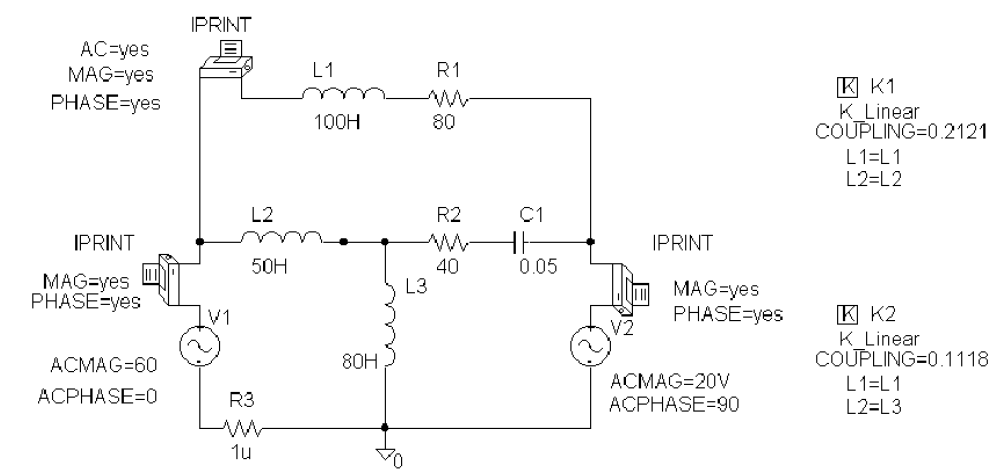 IPRINT
AC=yes
MAG=yes
PHASE=yes
L1
100H
R1
80
K K1
K_Linear
COUPLING=0.2121
L1=L1
L2=L2
IPRINT
MAG=yes
PHASE=yes
L2
50H
R2
40
C1
0.05
L3
80H
IPRINT
MAG=yes
PHASE=yes
V1
ACMAG=60
ACPHASE=0
R3
1u
0
V2
ACMAG=20V
ACPHASE=90
K K2
K_Linear
COUPLING=0.1118
L1=L1
L2=L3